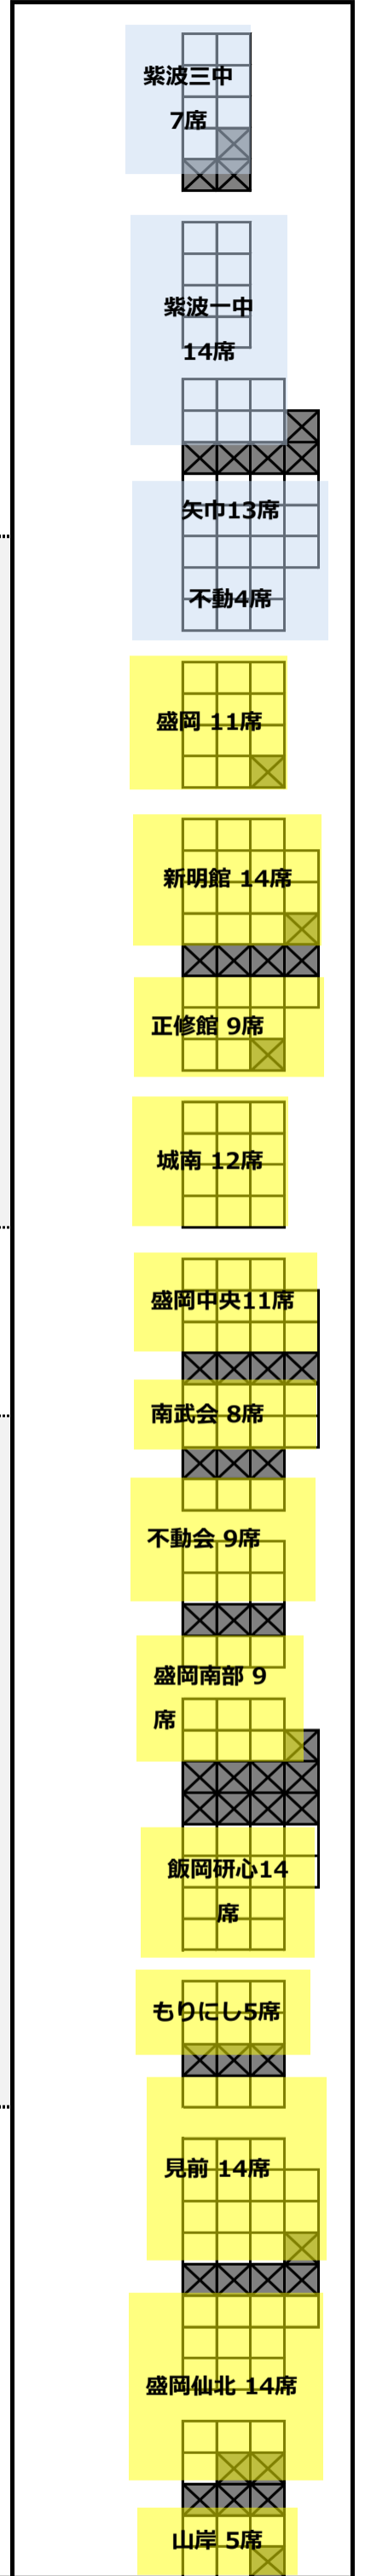 紫波三中
7席
紫波一中
14席
矢巾13席
不動4席
盛岡 11席
新明館 14席
正修館 9席
城南 12席
盛岡中央11席
南武会 8席
不動会 9席
盛岡南部 9
席
飯岡研心14
席
もりにし5席
見前 14席
盛岡仙北 14席
山岸 5席